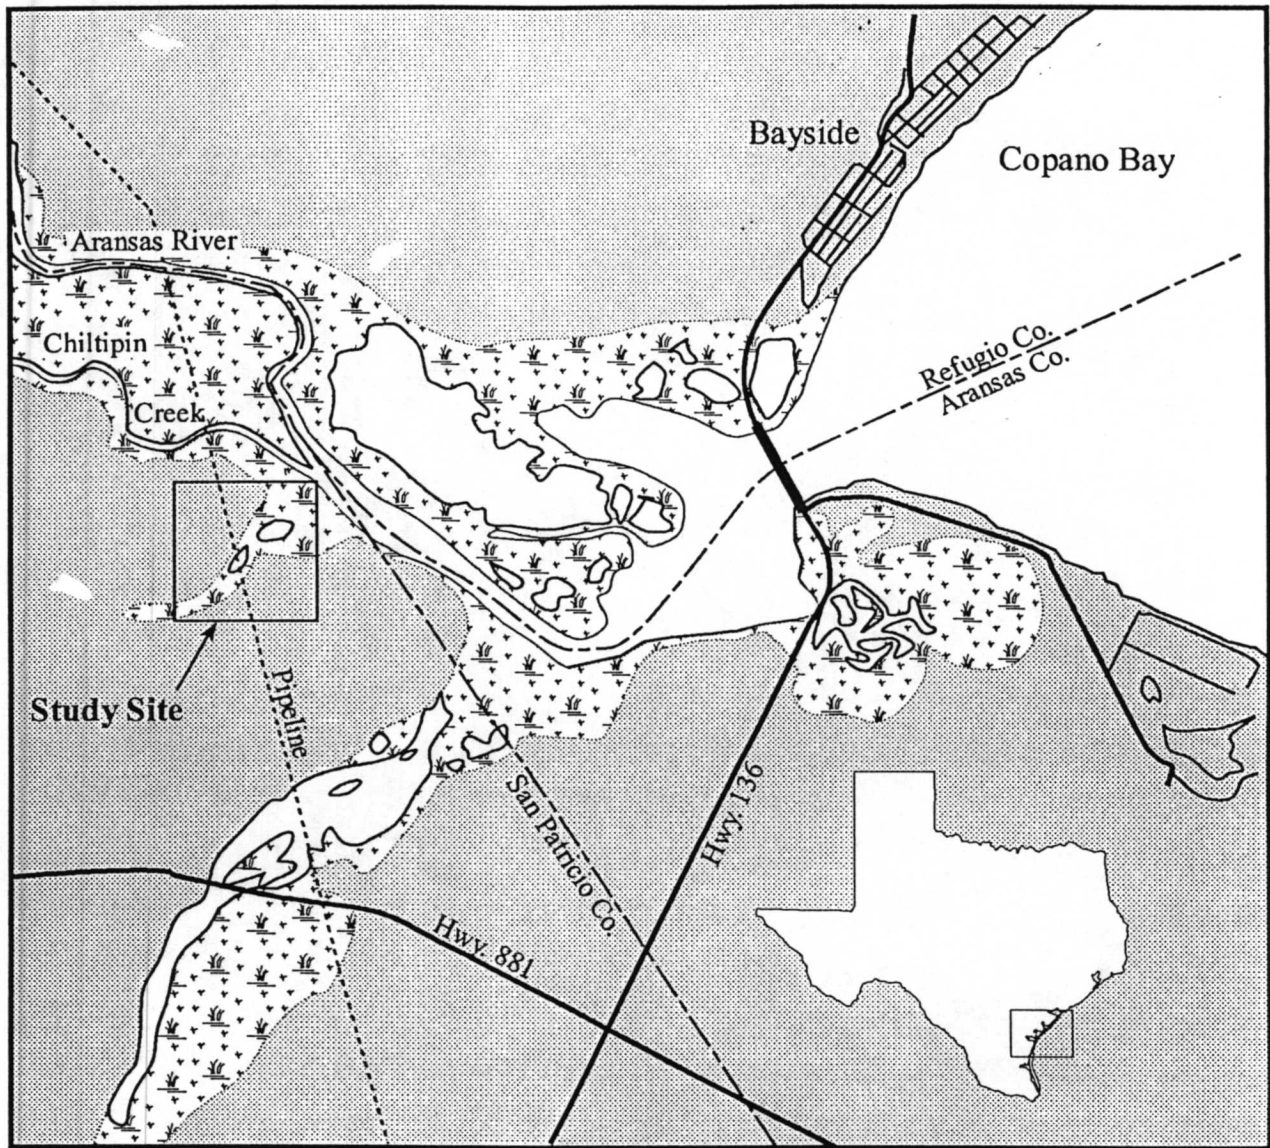 Bayside
Copano Bay
Aransas River
Refugio Co.
Aransas Co.
Chiltipin
Creek
Study Site
Pipeline
San Patricio Co.
Hwy. 136
Hwy. 881